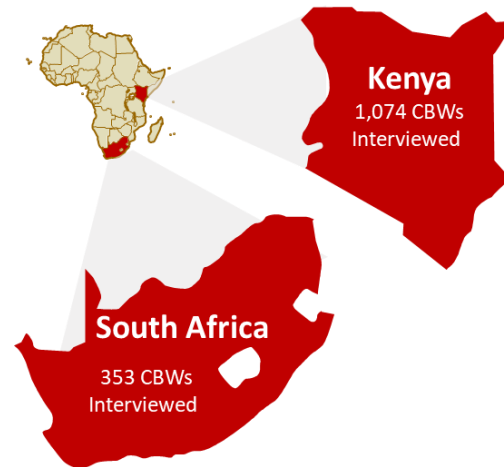 Kenya
1,074 CBWs
Interviewed
South Africa
353 CBWs
Interviewed